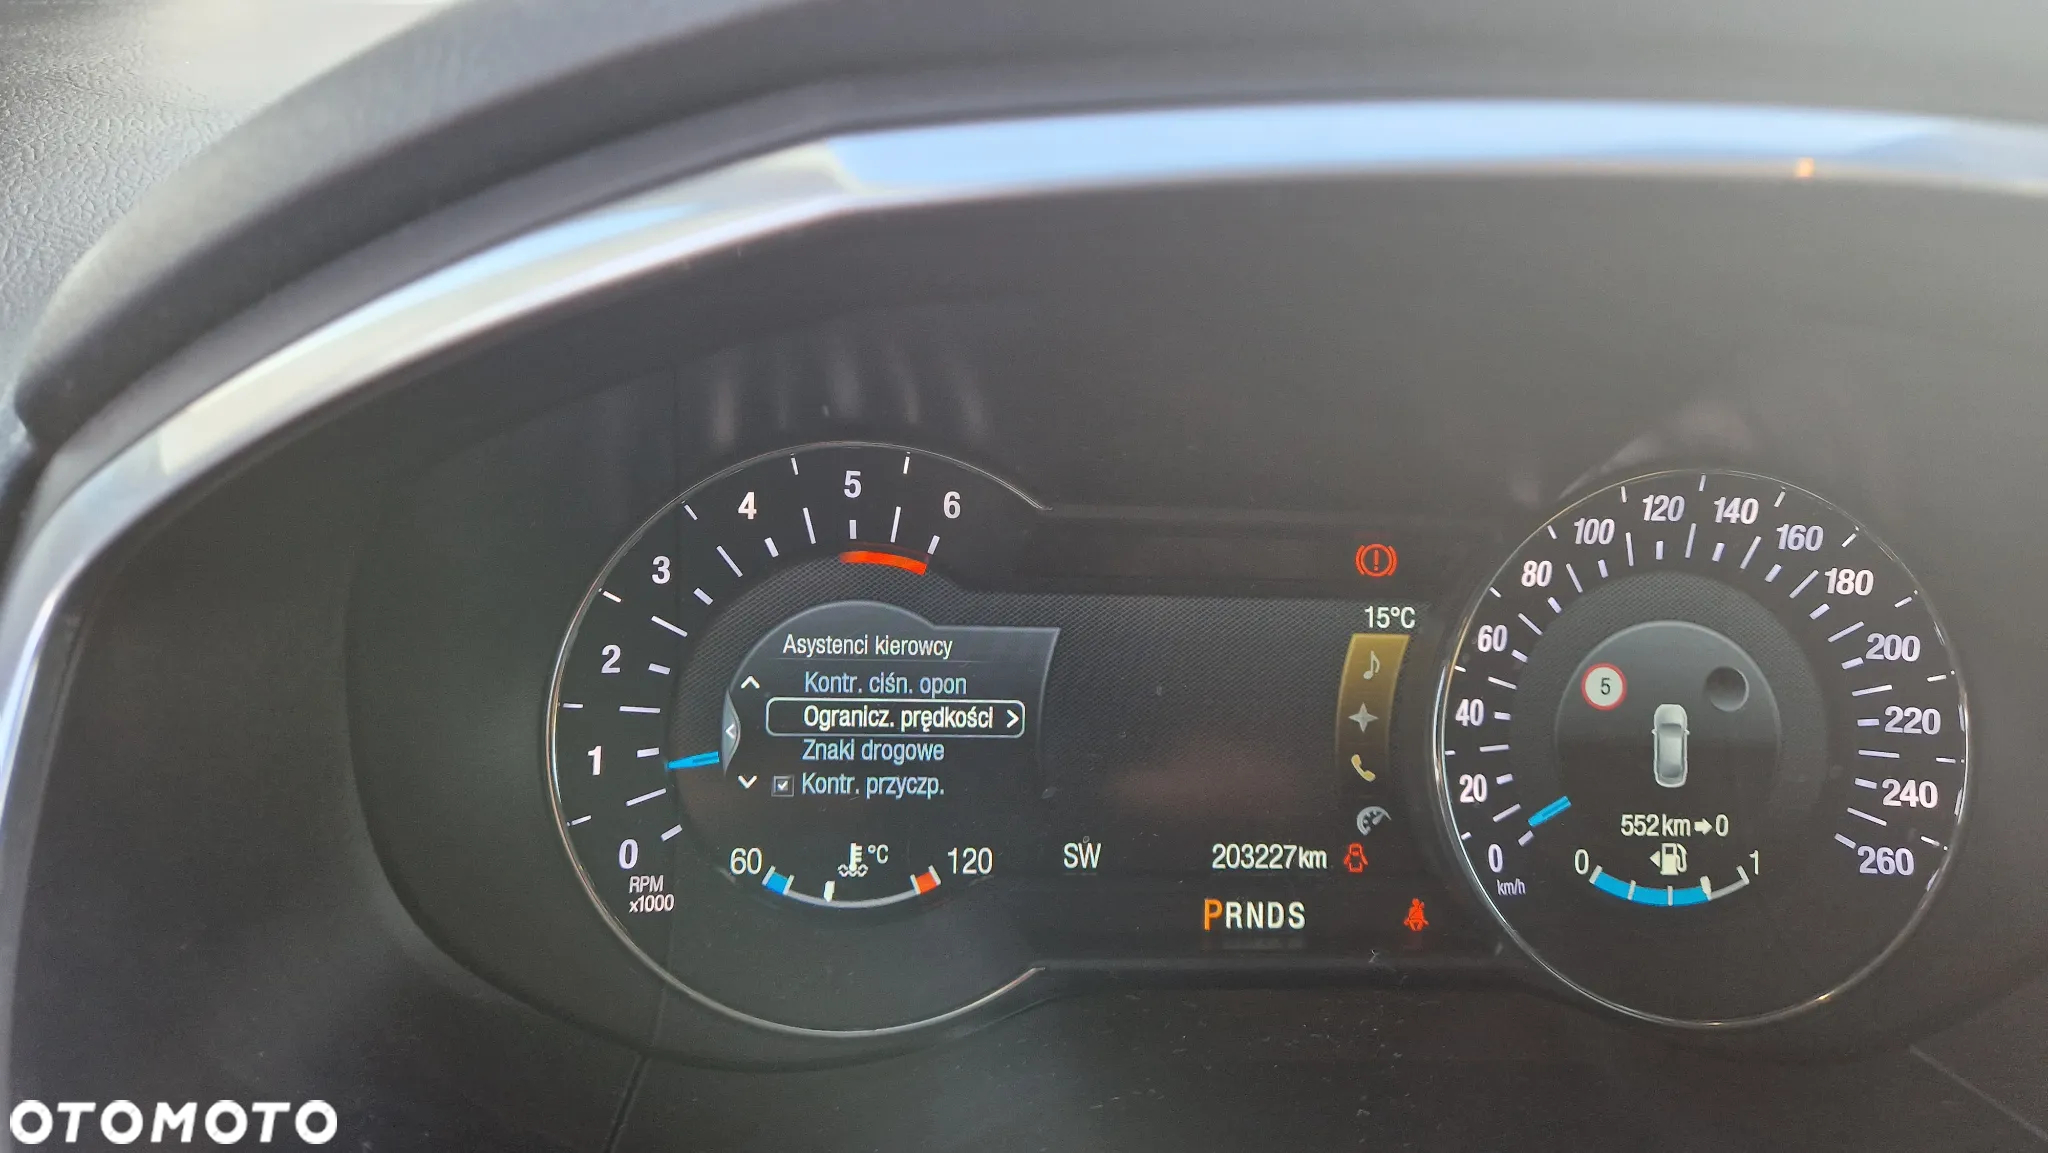 4
5
6
3
2
1
0
RPM
x1000
Asystenci kierowcy
Kontr. ciśn. opon
Ogranicz. prędkości >
Znaki drogowe
Kontr. przyczp.
60
°C
120
15°C
SW
203227km
PRNDS
0
20
40
60
80
100
120
140
160
180
200
220
240
260
km/h
5
552km→0
0
1
OTOMOTO